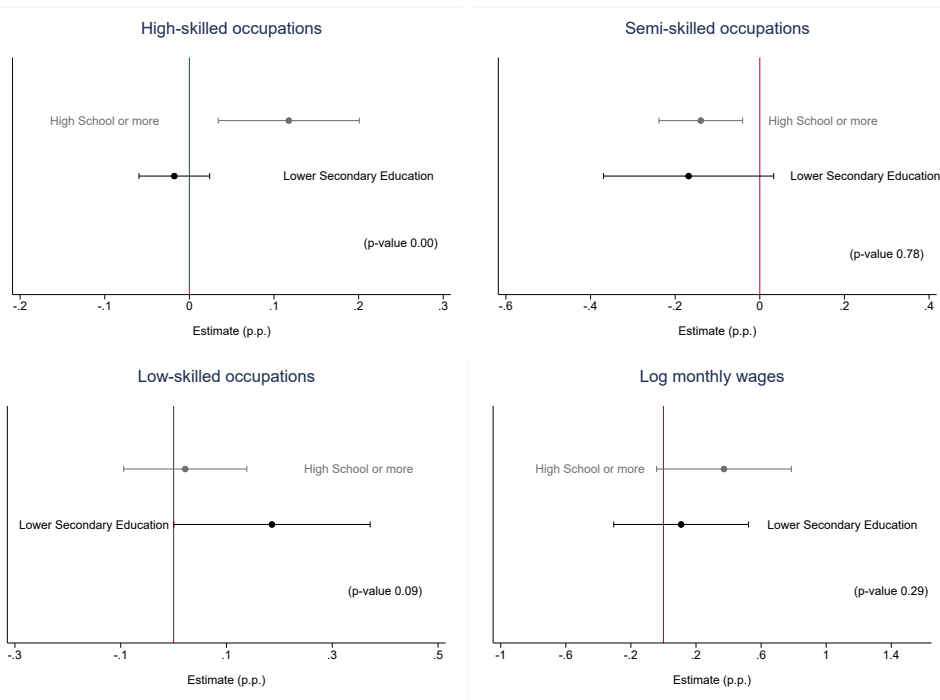 High-skilled occupations
High School or more
Lower Secondary Education
(p-value 0.00)
-.2 -.1 0 .1 .2 .3
Estimate (p.p.)
Semi-skilled occupations
High School or more
Lower Secondary Education
(p-value 0.78)
-.6 -.4 -.2 0 .2 .4
Estimate (p.p.)
Low-skilled occupations
High School or more
Lower Secondary Education
(p-value 0.09)
-.3 -.1 .1 .3 .5
Estimate (p.p.)
Log monthly wages
High School or more
Lower Secondary Education
(p-value 0.29)
-1 -.6 -.2 .2 .6 1 1.4
Estimate (p.p.)